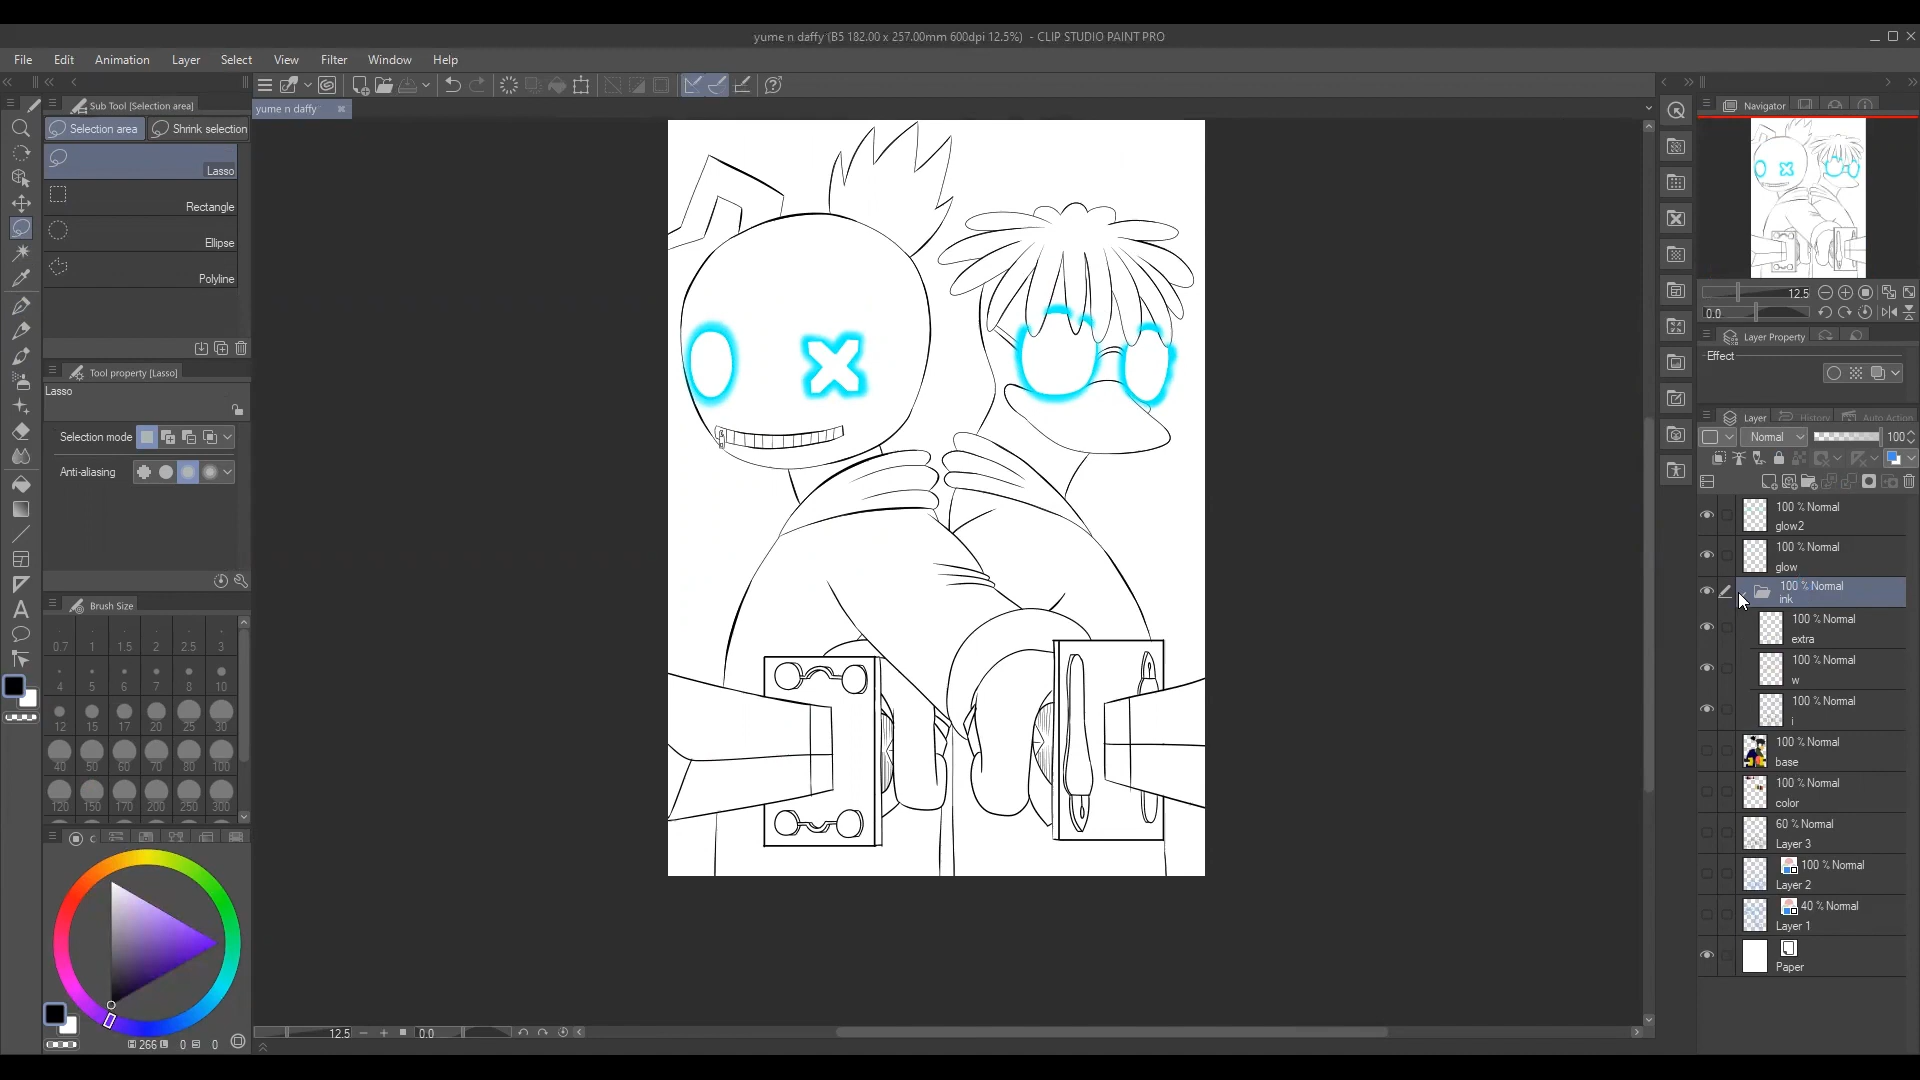 yume n daffy (B5 182.00 x 257.00mm 600dpi 12.5%) - CLIP STUDIO PAINT PRO
File Edit Animation Layer Select View Filter Window Help
Sub Tool [Selection area]
yume n daffy
Navigator
Selection area Shrink selection
Lasso
Rectangle
Ellipse
Polyline
12.5
0.0
Layer Property
Effect
Tool property [Lasso]
Lasso
Selection mode
Anti-aliasing
Layer History Auto Action
Normal 100
100 % Normal
glow2
100 % Normal
glow
100 % Normal
ink
100 % Normal
extra
100 % Normal
w
100 % Normal
i
100 % Normal
base
100 % Normal
color
60 % Normal
Layer 3
100 % Normal
Layer 2
40 % Normal
Layer 1
Paper
Brush Size
0.7 1 1.5 2 2.5 3
4 5 6 7 8 10
12 15 17 20 25 30
40 50 60 70 80 100
120 150 170 200 250 300
C
266 0 0
12.5 0.0